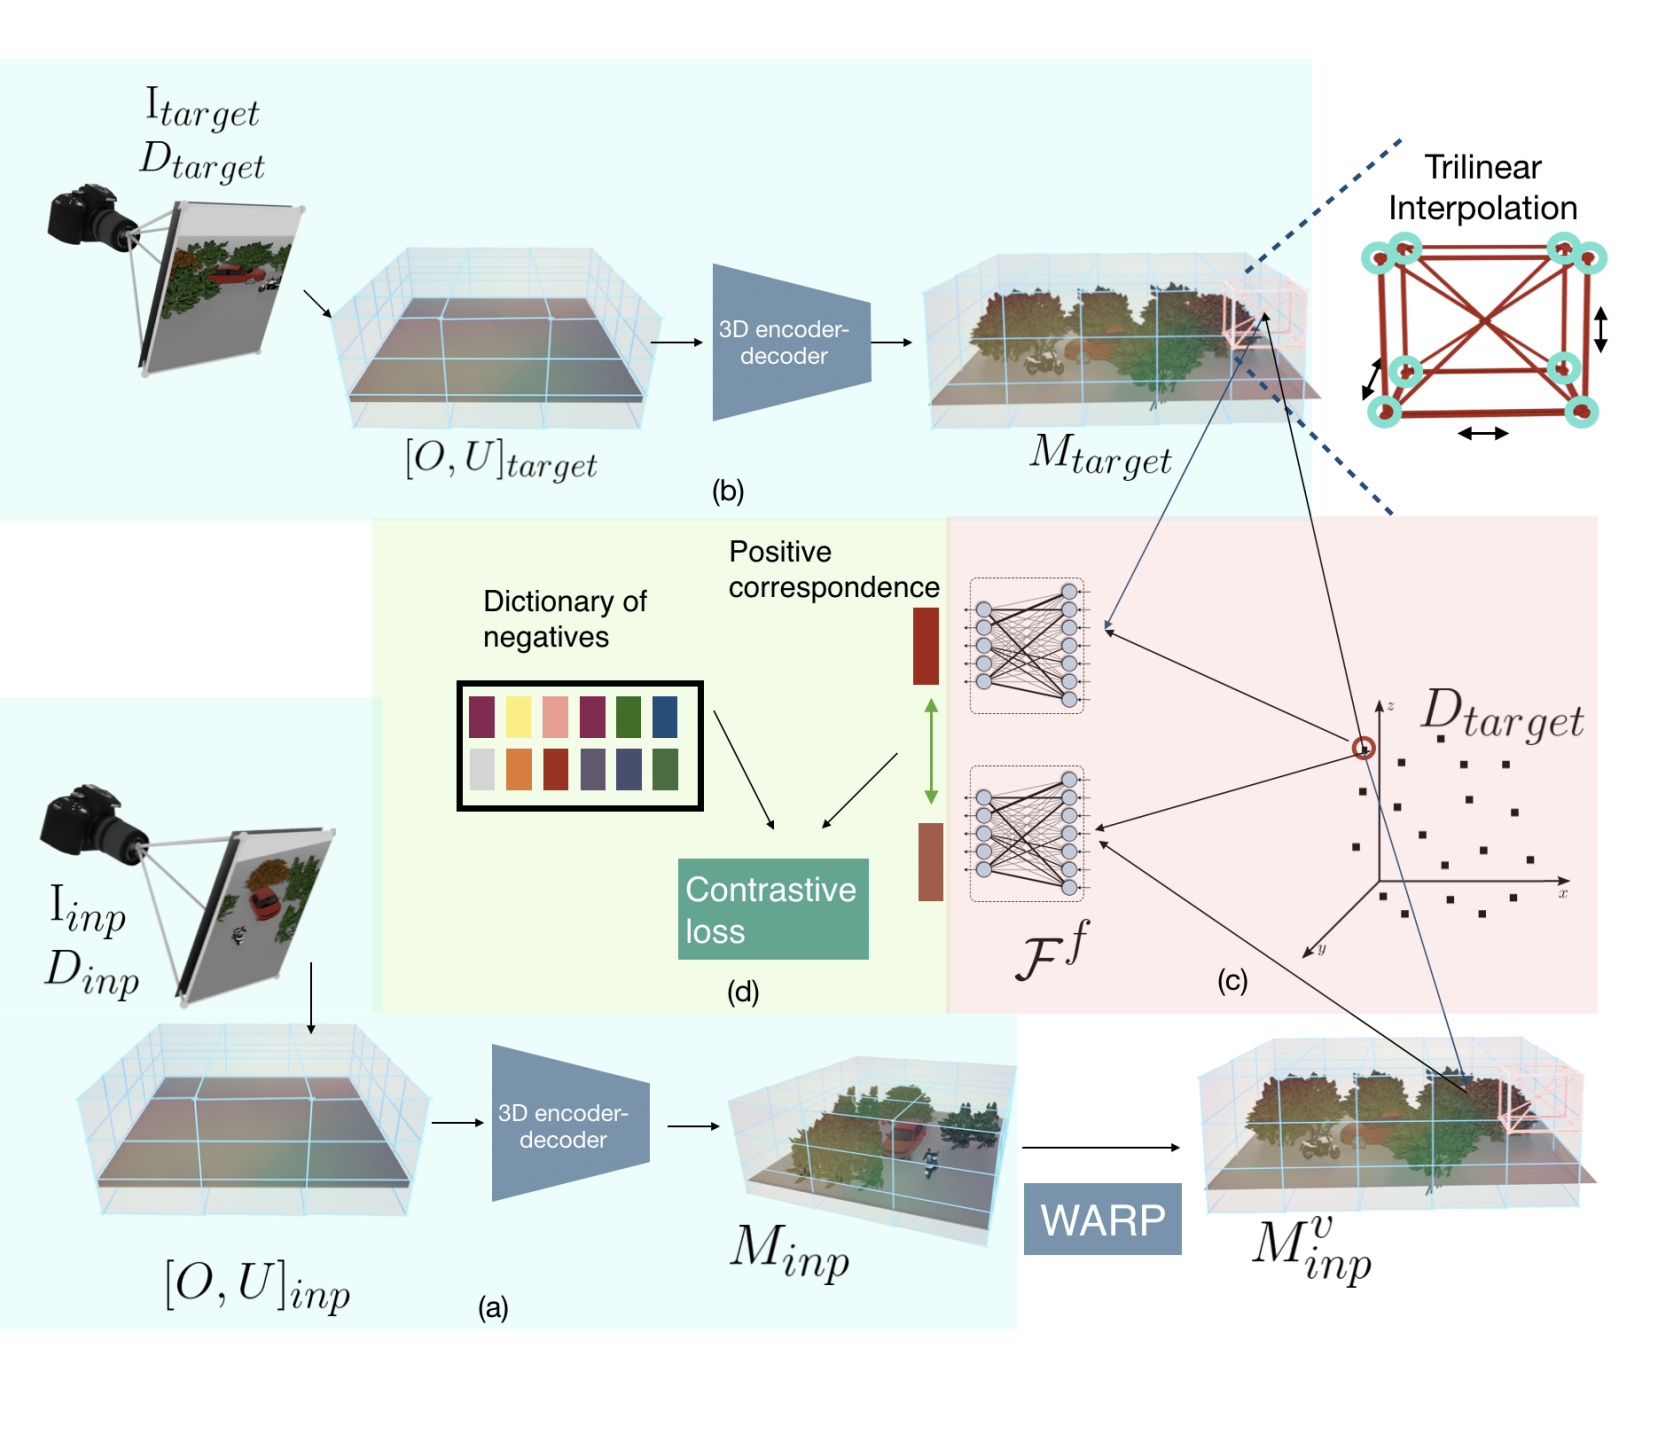 I_{target}
D_{target}
Trilinear
Interpolation
3D encoder-
decoder
[O, U]_{target}
M_{target}
(b)
Positive
correspondence
Dictionary of
negatives
D_{target}
z
x
y
Contrastive
loss
I_{inp}
D_{inp}
\mathcal{F}^f
(c)
(d)
3D encoder-
decoder
WARP
M_{inp}
M^v_{inp}
[O, U]_{inp}
(a)